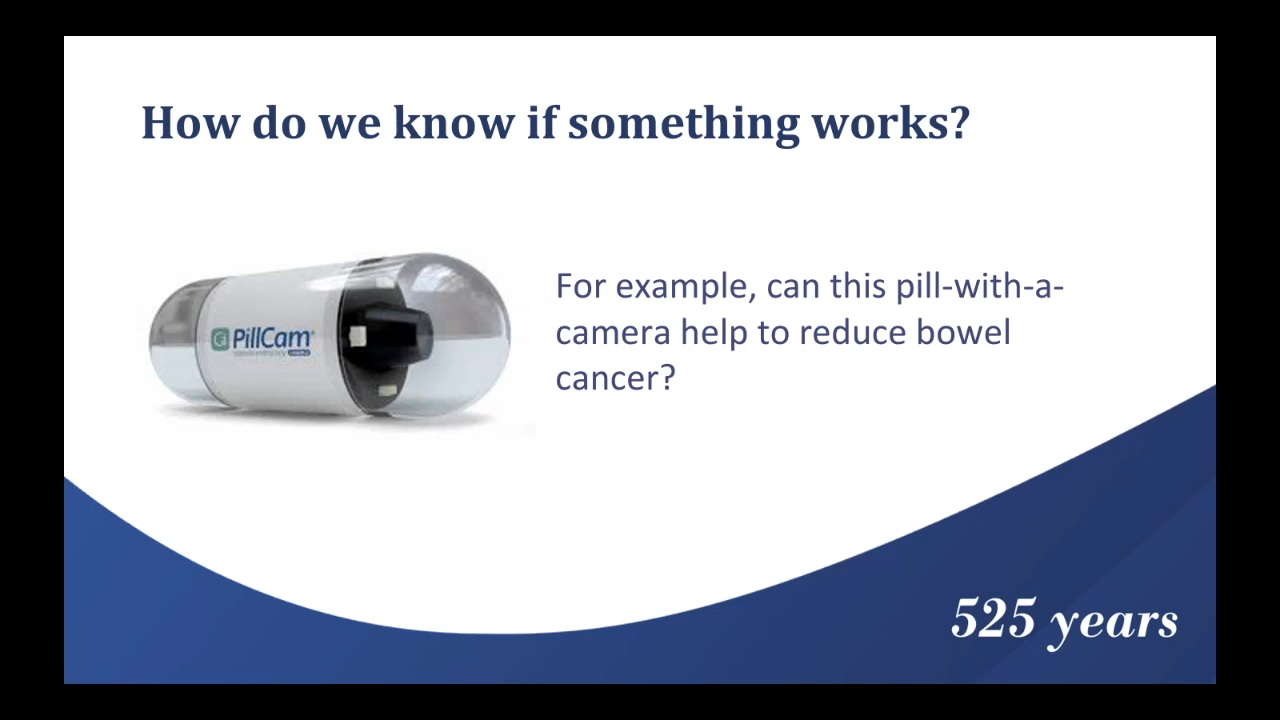 How do we know if something works?
PillCam
For example, can this pill-with-a-
camera help to reduce bowel
cancer?
525 years